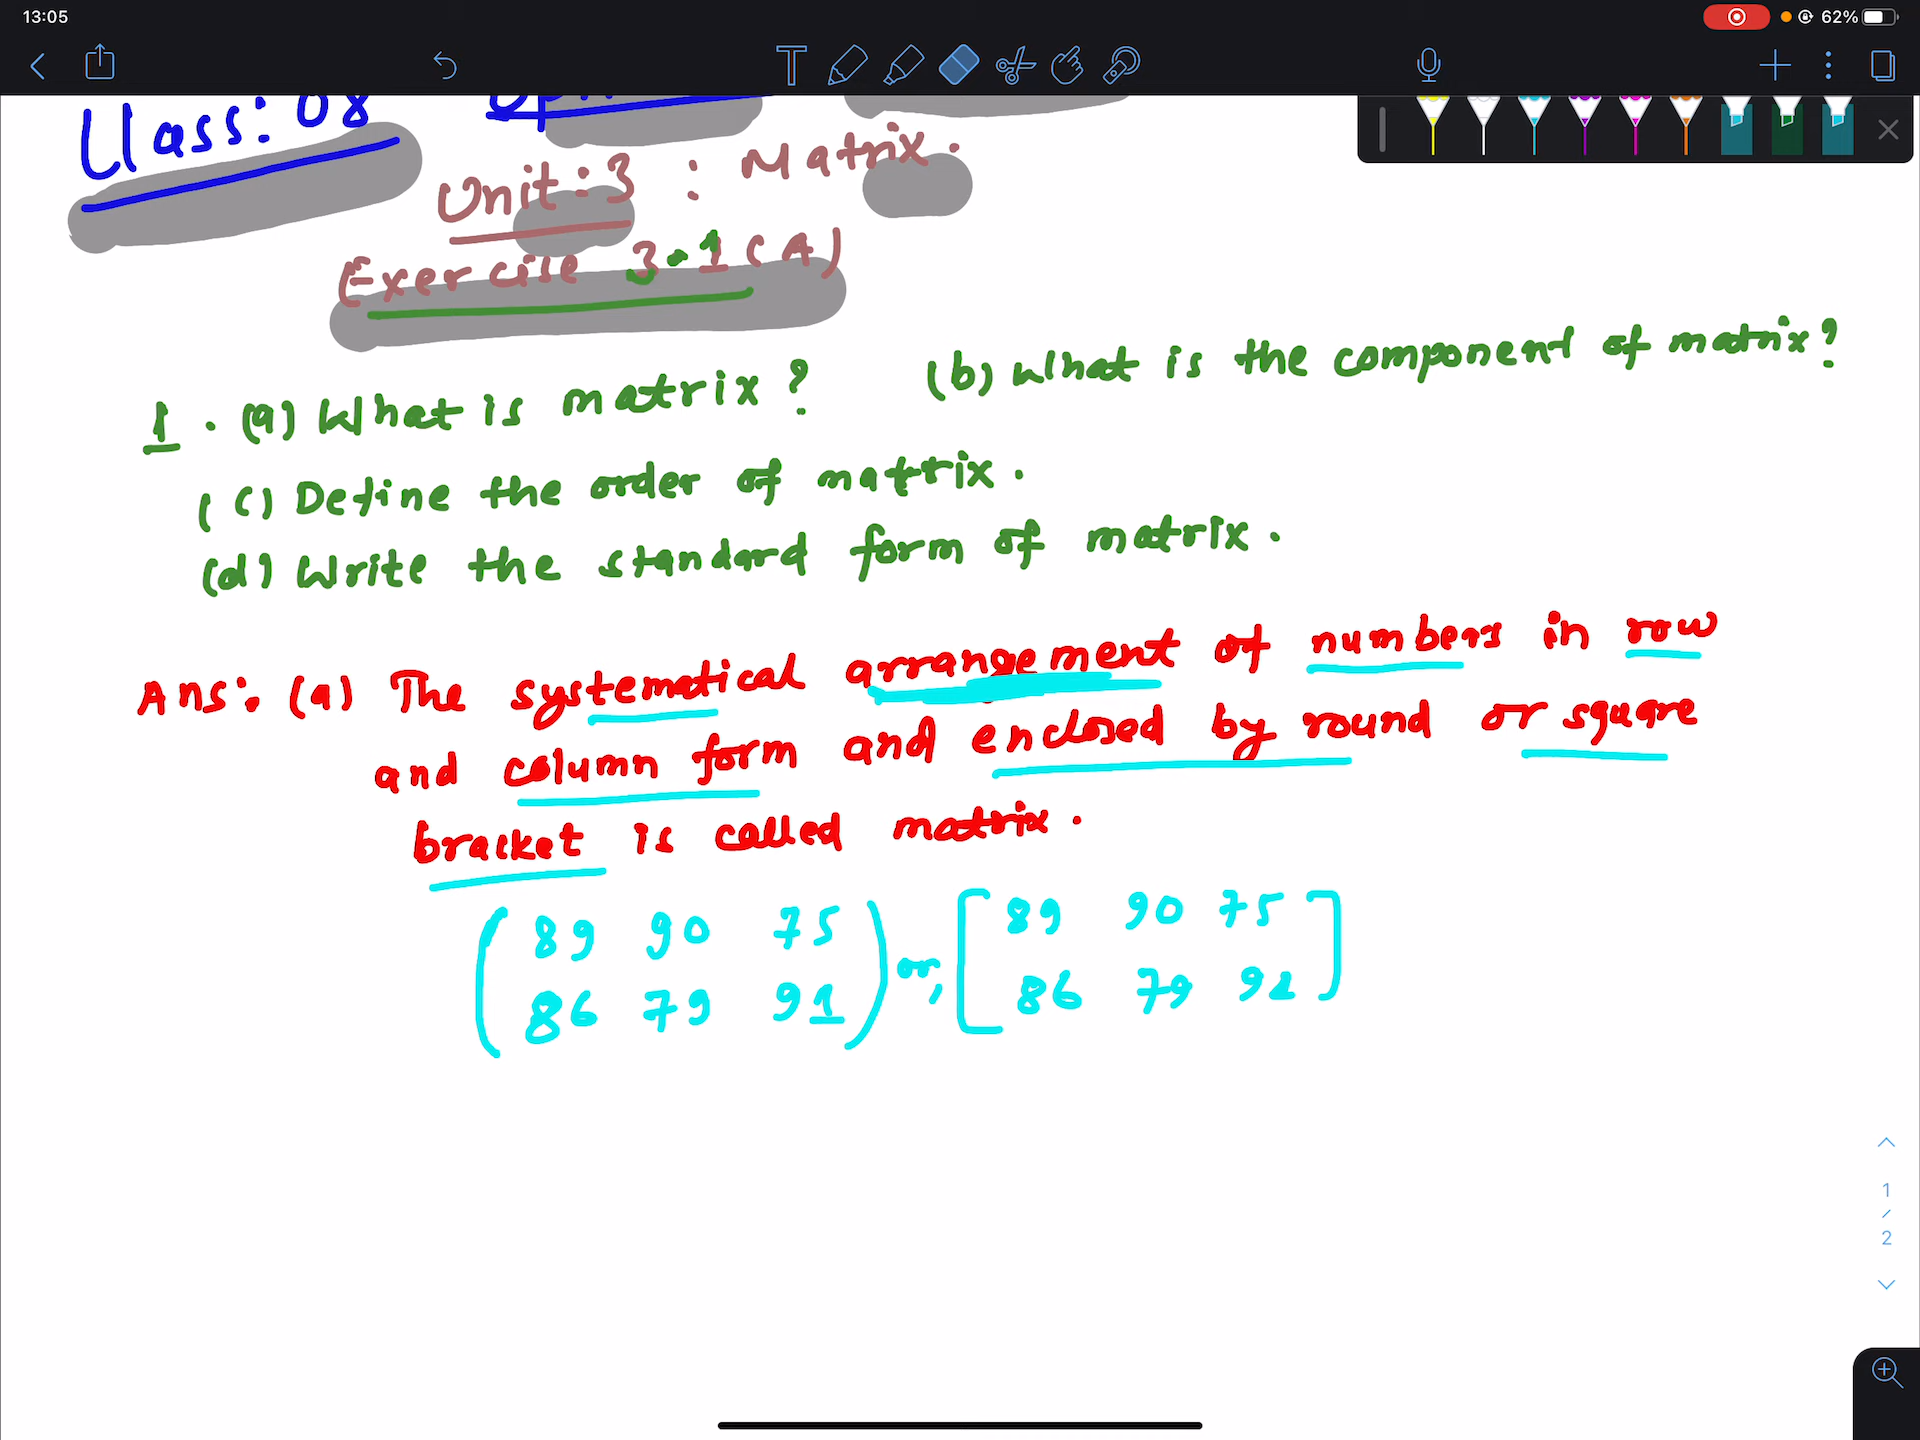 13:05
62%
Class: 08
Unit: 3 : Matrix.
Exercise 3.1 (A)
1. (a) What is matrix? (b) What is the component of matrix?
(c) Define the order of matrix.
(d) Write the standard form of matrix.
Ans: (a) The systematical arrangement of numbers in row
and column form and enclosed by round or square
bracket is called matrix.
( 89 90 75 ) or, [ 89 90 75 ]
86 79 91 86 79 91
1
/
2